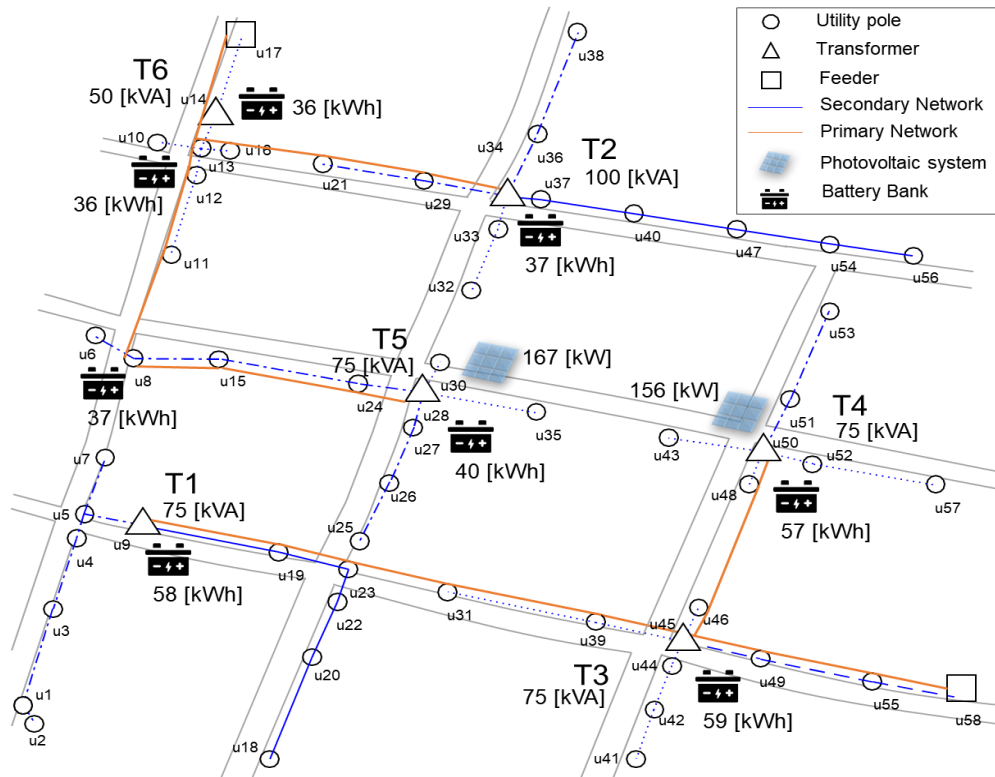 Utility pole
Transformer
Feeder
Secondary Network
Primary Network
Photovoltaic system
Battery Bank
u17
u38
T6
50 [kVA]
u14
36 [kWh]
u10
u16
u13
u12
36 [kWh]
u11
u34
u36
T2
100 [kVA]
u21
u29
u37
u33
u40
u47
u54
u56
37 [kWh]
u32
u53
u6
u8
u15
37 [kWh]
T5
75 [kVA]
u24
u30
167 [kW]
u28
u35
u27
40 [kWh]
u26
u25
156 [kW]
u51
T4
75 [kVA]
u50
u43
u52
u48
u57
57 [kWh]
u7
u5
u4
T1
75 [kVA]
u9
u19
58 [kWh]
u23
u22
u3
u20
u1
u2
u18
u31
u39
u45
u46
u44
T3
75 [kVA]
u49
u55
u58
59 [kWh]
u42
u41